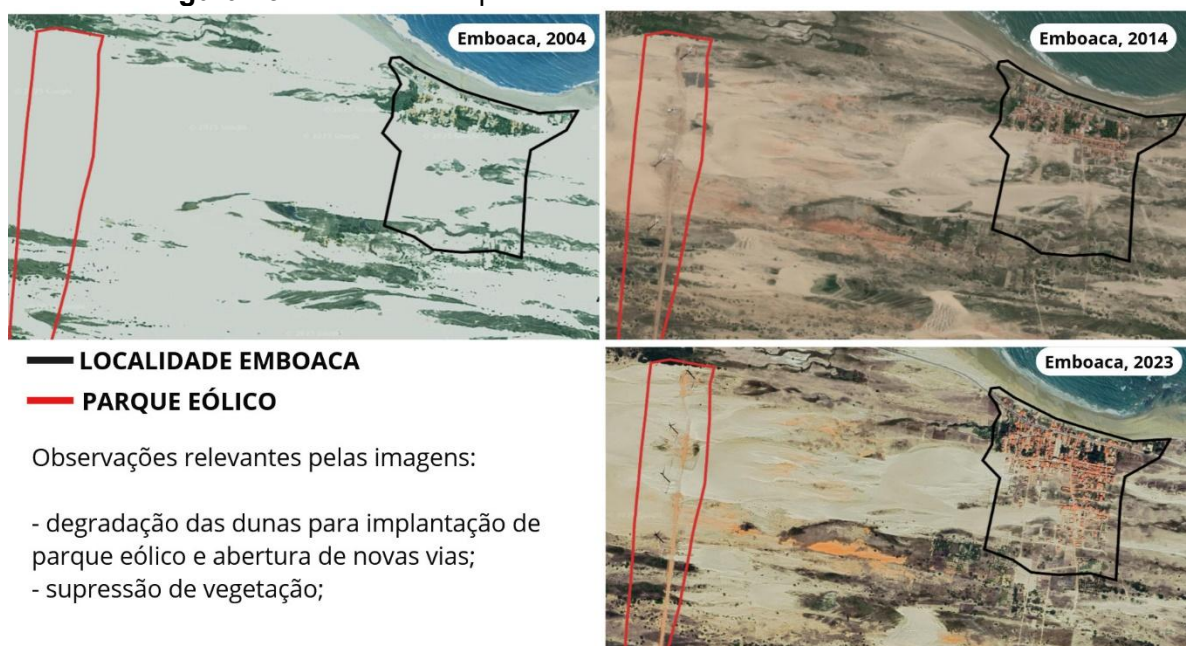 Emboaca, 2004
Emboaca, 2014
LOCALIDADE EMBOACA
PARQUE EÓLICO
Observações relevantes pelas imagens:
- degradação das dunas para implantação de
parque eólico e abertura de novas vias;
- supressão de vegetação;
Emboaca, 2023